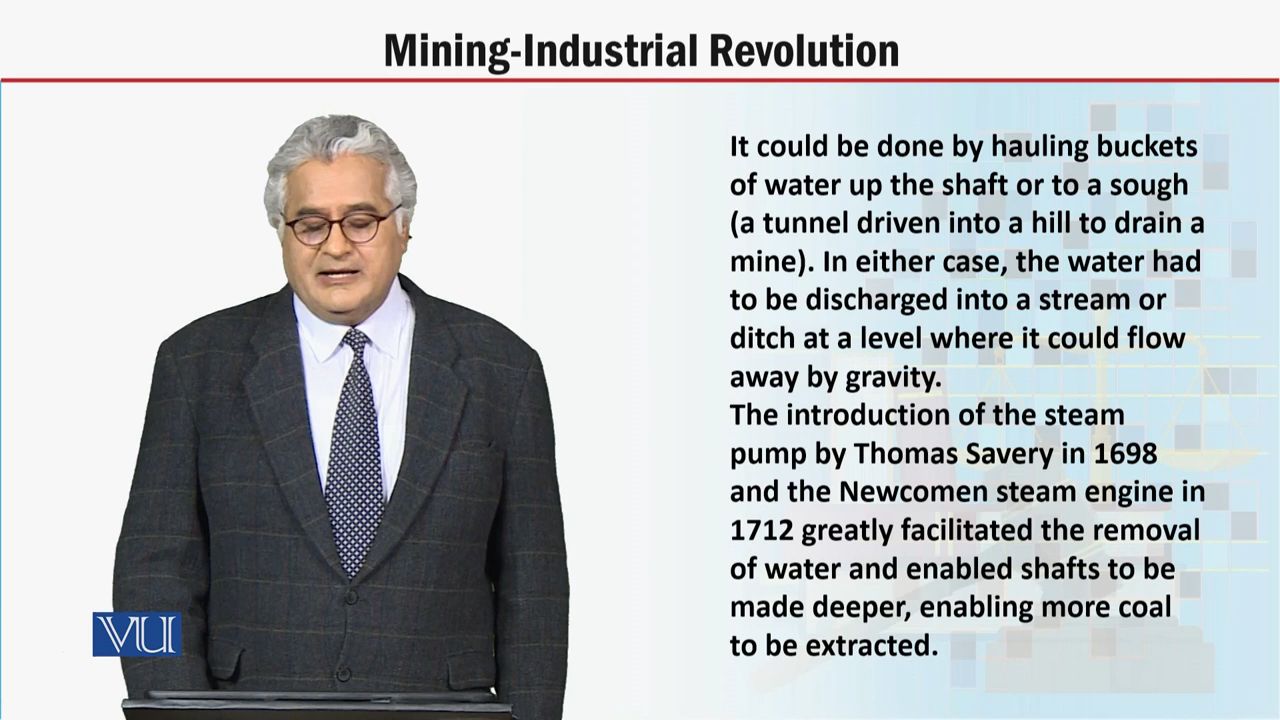 Mining-Industrial Revolution
It could be done by hauling buckets
of water up the shaft or to a sough
(a tunnel driven into a hill to drain a
mine). In either case, the water had
to be discharged into a stream or
ditch at a level where it could flow
away by gravity.
The introduction of the steam
pump by Thomas Savery in 1698
and the Newcomen steam engine in
1712 greatly facilitated the removal
of water and enabled shafts to be
made deeper, enabling more coal
to be extracted.
VU